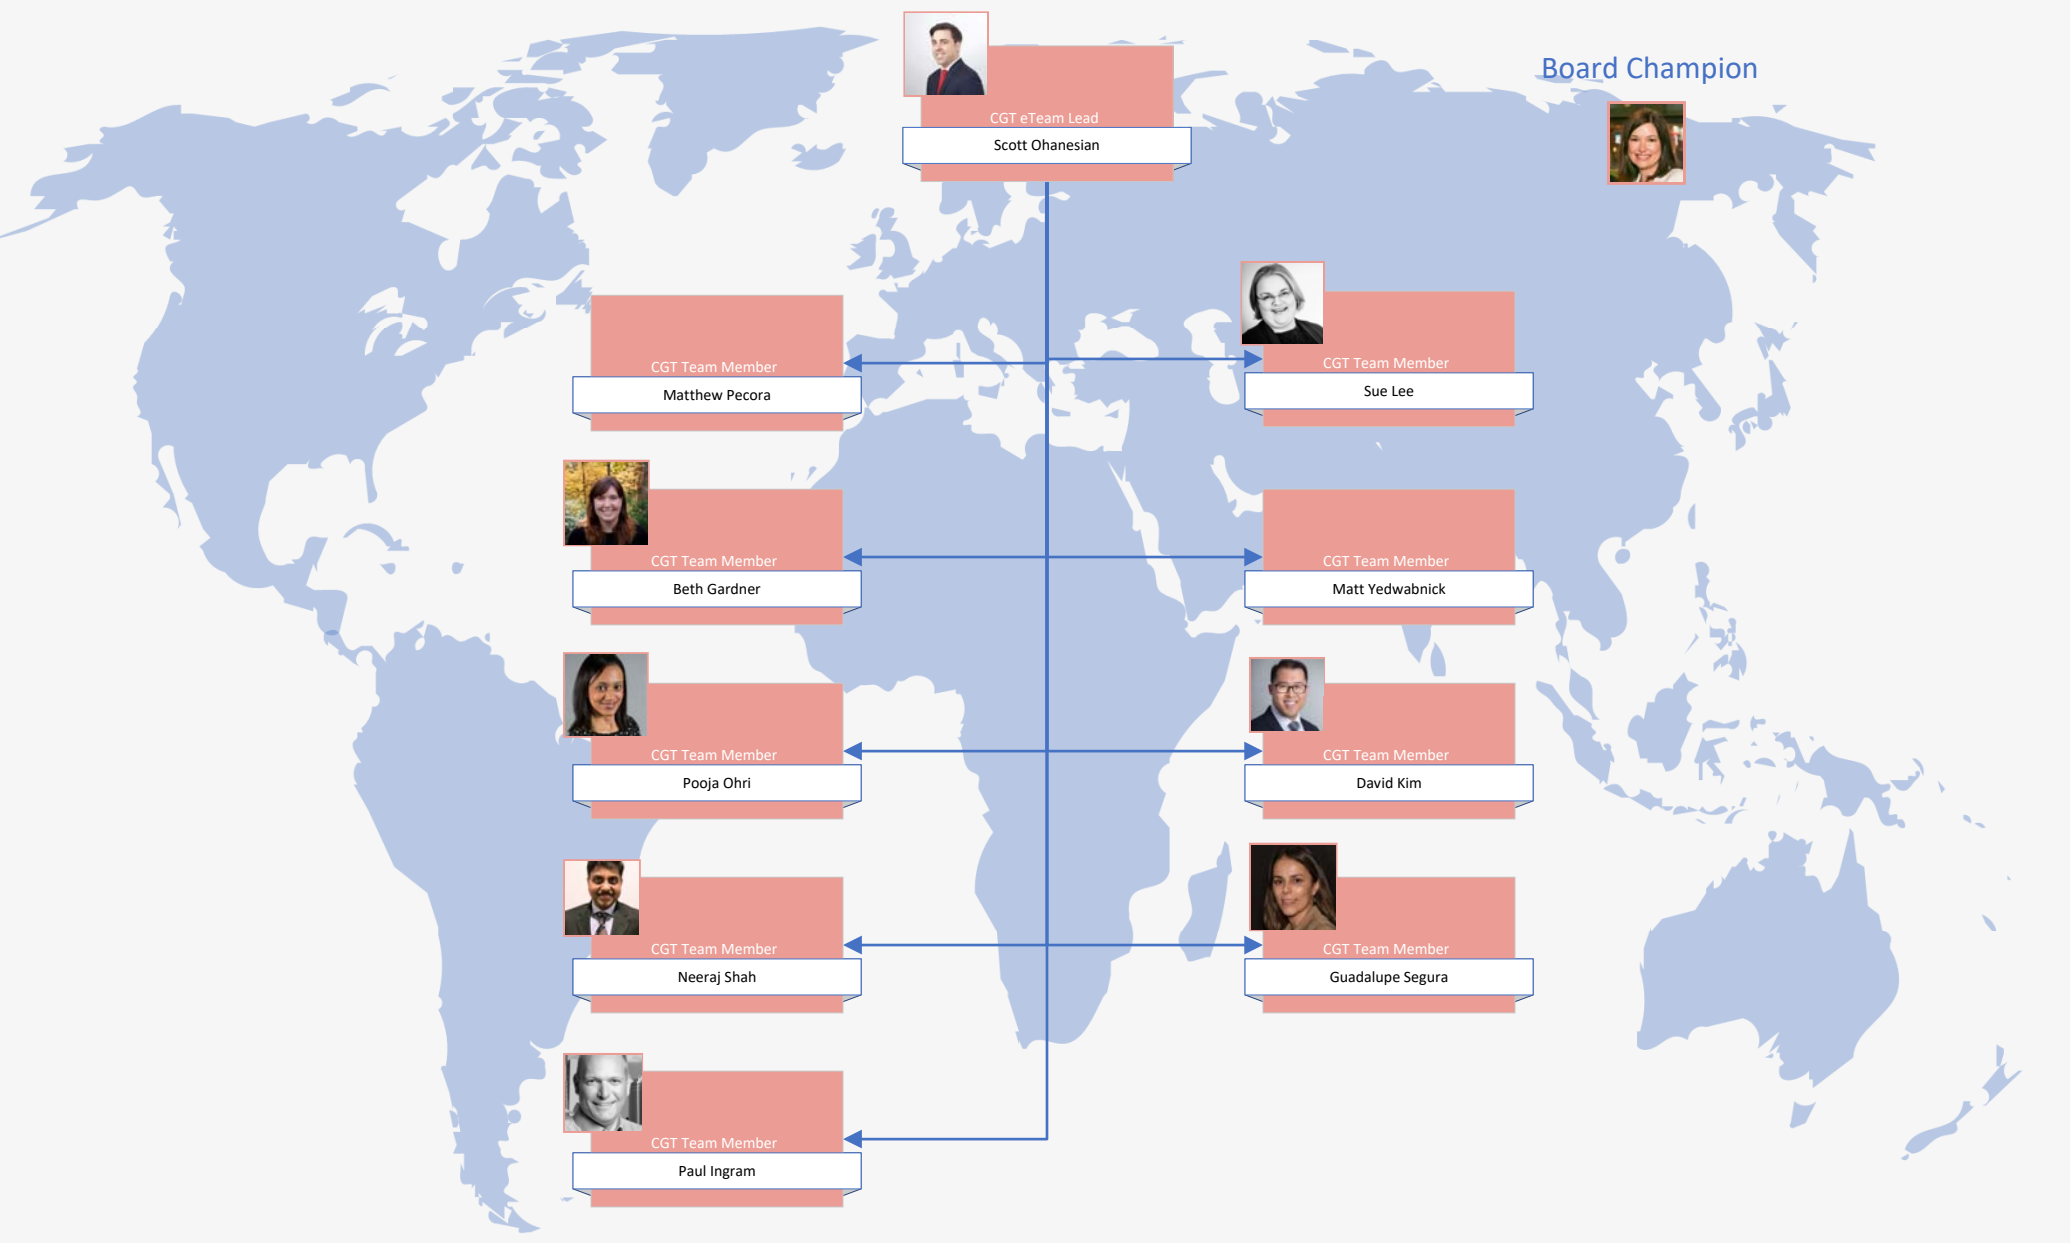 Board Champion
CGT eTeam Lead
Scott Ohanesian
CGT Team Member
Matthew Pecora
CGT Team Member
Sue Lee
CGT Team Member
Beth Gardner
CGT Team Member
Matt Yedwabnick
CGT Team Member
Pooja Ohri
CGT Team Member
David Kim
CGT Team Member
Neeraj Shah
CGT Team Member
Guadalupe Segura
CGT Team Member
Paul Ingram